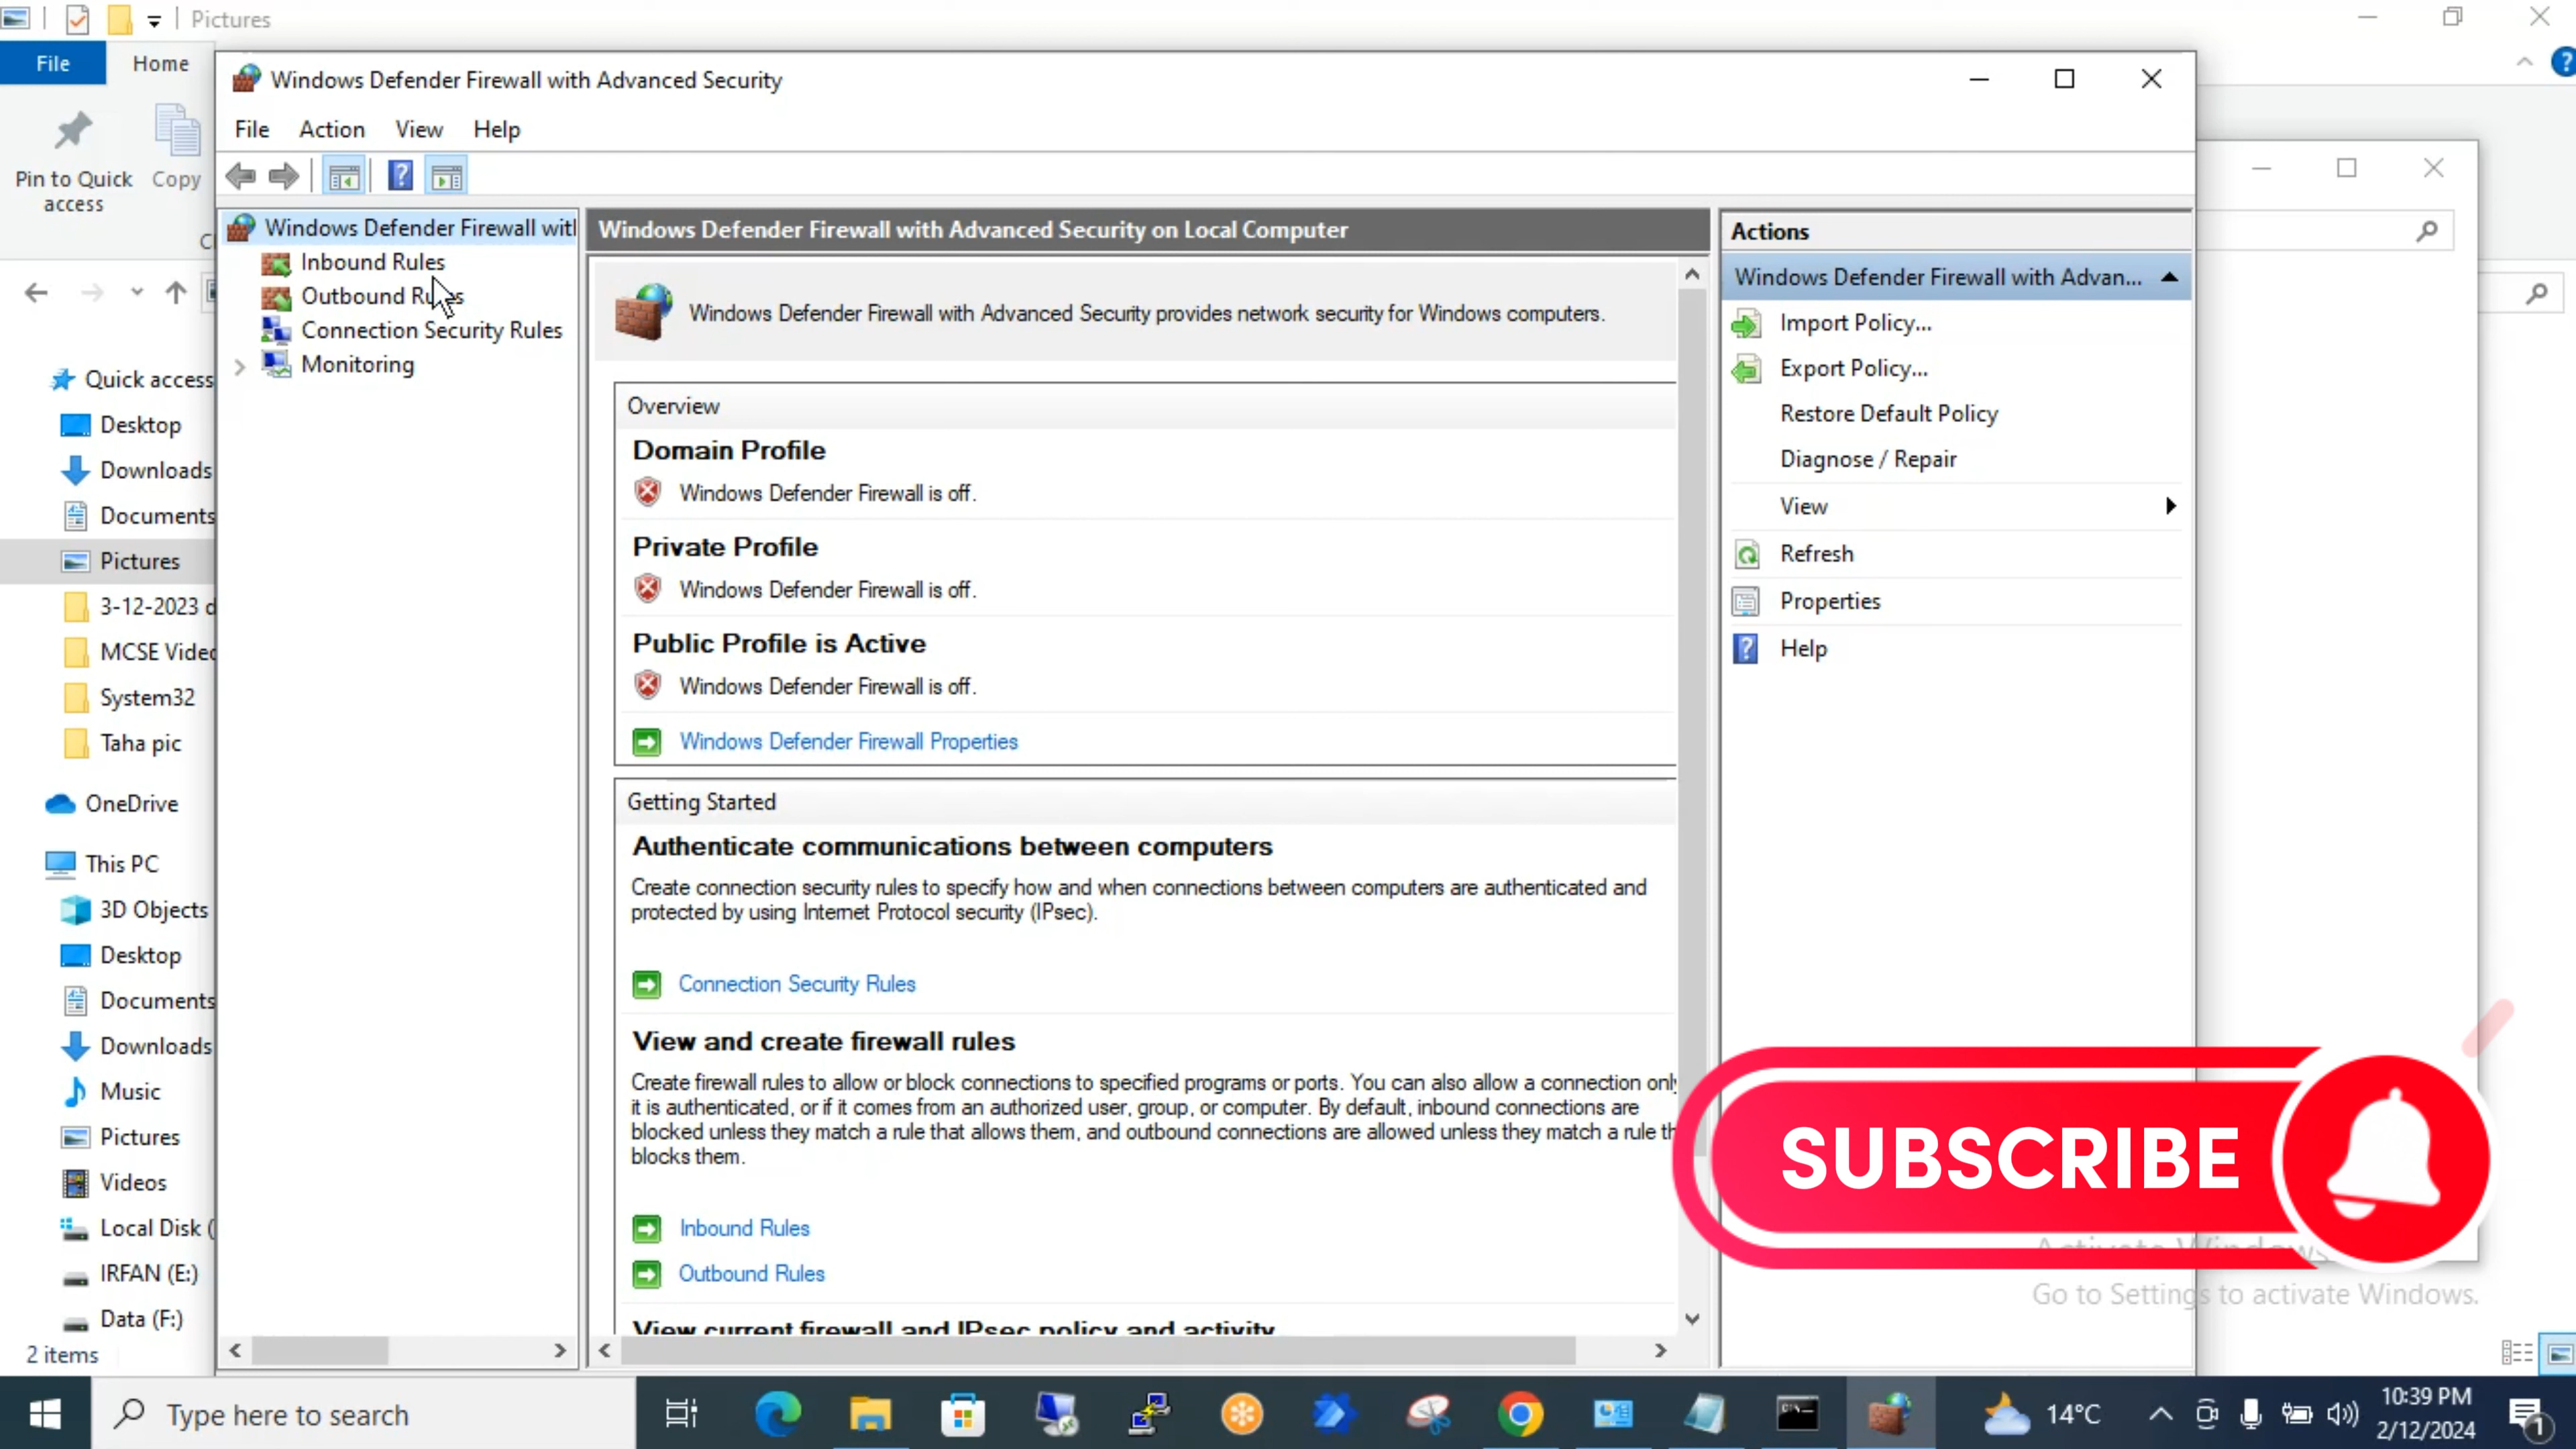 Pictures
File
Home
Pin to Quick access
Copy
Windows Defender Firewall with Advanced Security
File Action View Help
Windows Defender Firewall with
Inbound Rules
Outbound Rules
Connection Security Rules
Monitoring
Quick access
Desktop
Downloads
Documents
Pictures
3-12-2023 d
MCSE Video
System32
Taha pic
OneDrive
This PC
3D Objects
Desktop
Documents
Downloads
Music
Pictures
Videos
Local Disk (
IRFAN (E:)
Data (F:)
2 items
Windows Defender Firewall with Advanced Security on Local Computer
Windows Defender Firewall with Advanced Security provides network security for Windows computers.
Overview
Domain Profile
Windows Defender Firewall is off.
Private Profile
Windows Defender Firewall is off.
Public Profile is Active
Windows Defender Firewall is off.
Windows Defender Firewall Properties
Getting Started
Authenticate communications between computers
Create connection security rules to specify how and when connections between computers are authenticated and
protected by using Internet Protocol security (IPsec).
Connection Security Rules
View and create firewall rules
Create firewall rules to allow or block connections to specified programs or ports. You can also allow a connection only
it is authenticated, or if it comes from an authorized user, group, or computer. By default, inbound connections are
blocked unless they match a rule that allows them, and outbound connections are allowed unless they match a rule th
blocks them.
Inbound Rules
Outbound Rules
View current firewall and IPsec policy and activity
Actions
Windows Defender Firewall with Advan...
Import Policy...
Export Policy...
Restore Default Policy
Diagnose / Repair
View
Refresh
Properties
Help
SUBSCRIBE
Activate Windows
Go to Settings to activate Windows.
Type here to search
14°C
10:39 PM
2/12/2024
1